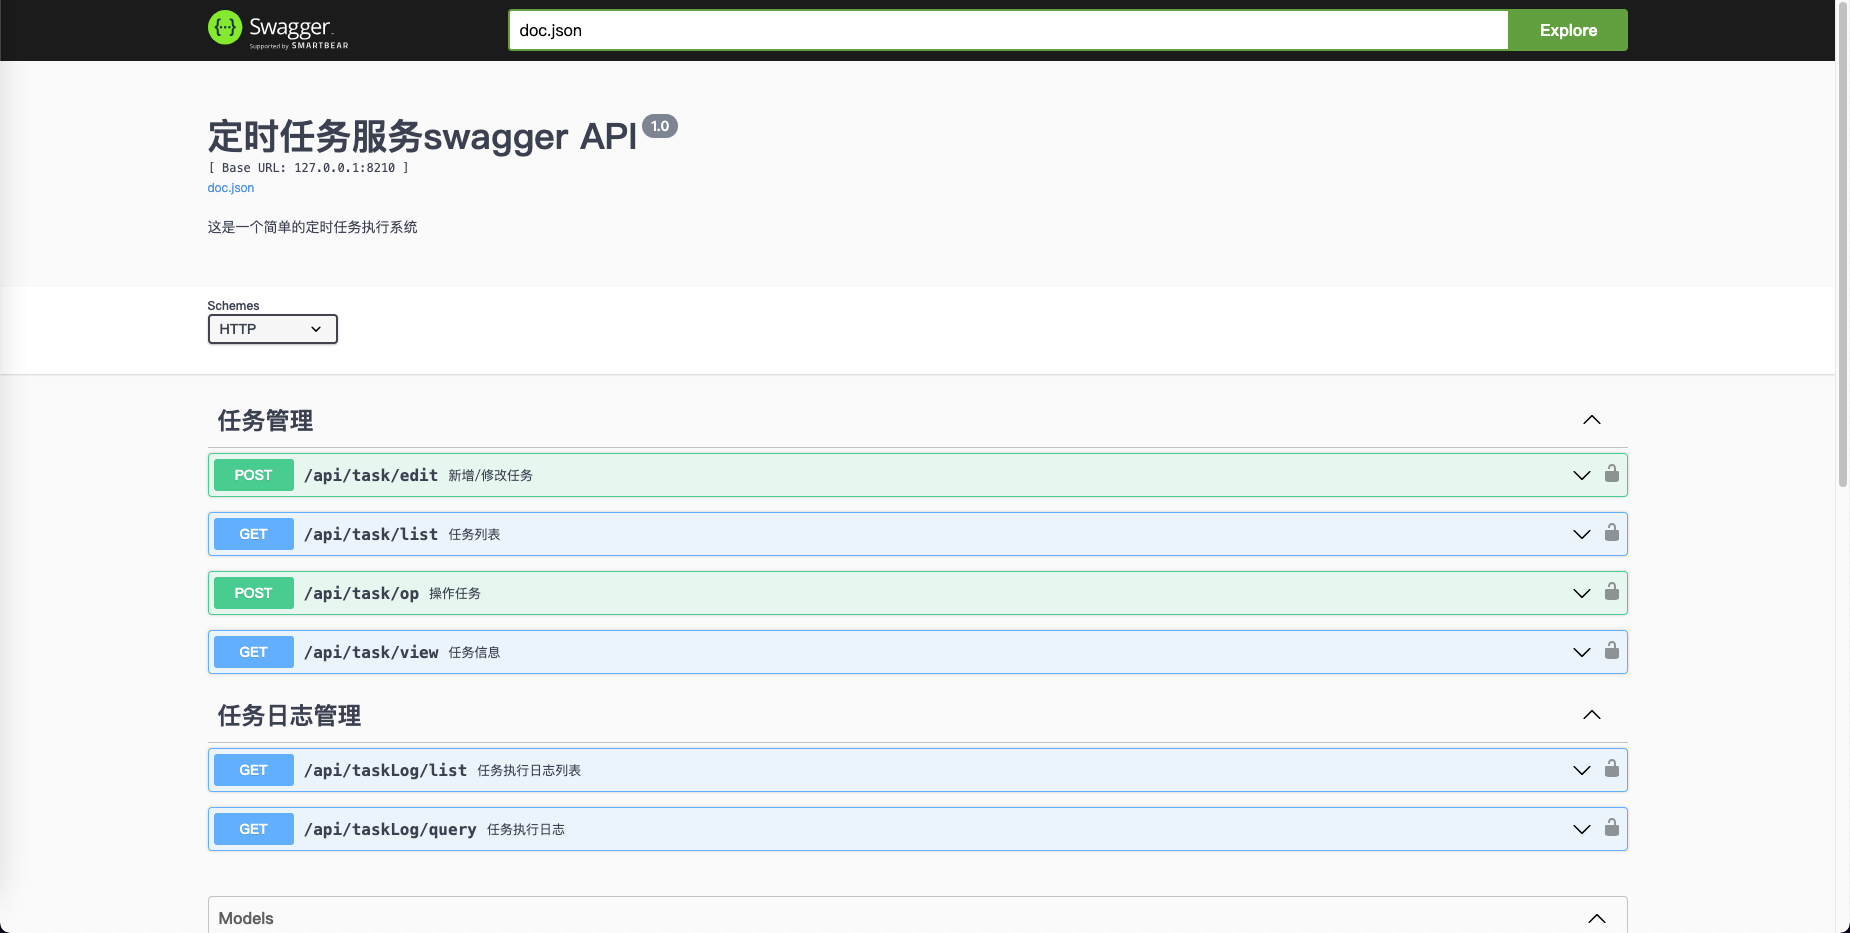 Swagger
Supported by SMARTBEAR
doc.json
Explore
定时任务服务swagger API 1.0
[ Base URL: 127.0.0.1:8210 ]
doc.json
这是一个简单的定时任务执行系统
Schemes
HTTP
任务管理
POST /api/task/edit 新增/修改任务
GET /api/task/list 任务列表
POST /api/task/op 操作任务
GET /api/task/view 任务信息
任务日志管理
GET /api/taskLog/list 任务执行日志列表
GET /api/taskLog/query 任务执行日志
Models